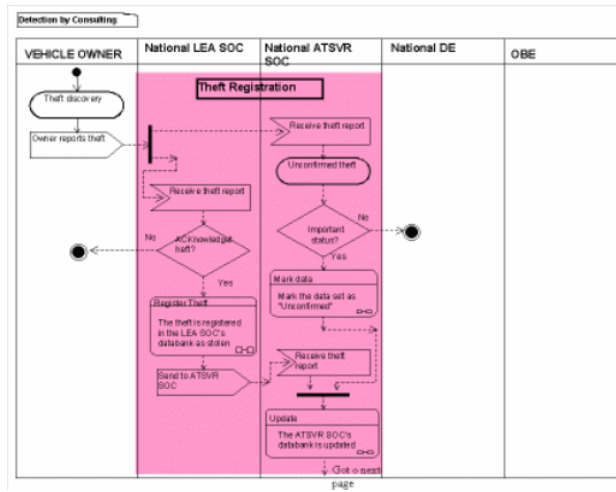 Detection by Consulting
VEHICLE OWNER
National LEA SOC
National ATSVR
SOC
National DE
OBE
Theft Registration
Theft discovery
Owner reports theft
Receive theft report
Unconfirmed theft
Receive theft report
Important
status?
No
No
ACKnowledget
heft?
Yes
Yes
Mark data
Mark the data set as
"Unconfirmed"
Register Theft
The theft is registered
in the LEA SOC's
databank as stolen
Receive theft
report
Send to ATSVR
SOC
Update
The ATSVR SOC's
databank is updated
Got o next
page